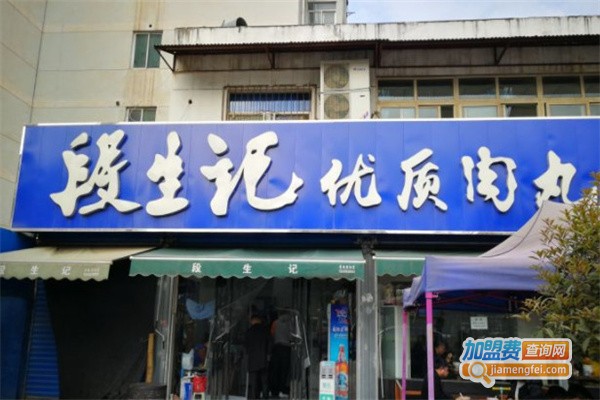 段生记 优质肉丸
段生记
段生记
加盟费查询网
jiamengfei.com